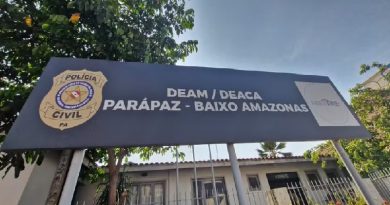 POLÍCIA
CIVIL
PA
DEAM / DEACA
PARÁPAZ - BAIXO AMAZONAS